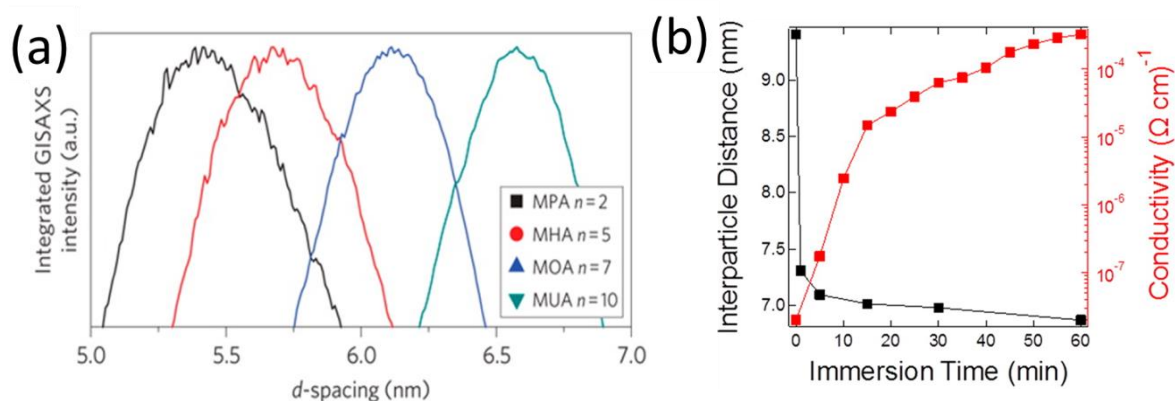 (a)
Integrated GISAXS
intensity (a.u.)
MPA n = 2
MHA n = 5
MOA n = 7
MUA n = 10
5.0 5.5 6.0 6.5 7.0
d-spacing (nm)
(b)
Interparticle Distance (nm)
9.0
8.5
8.0
7.5
7.0
0 10 20 30 40 50 60
Immersion Time (min)
10⁻⁴
10⁻⁵
10⁻⁶
10⁻⁷
Conductivity (Ω cm)⁻¹